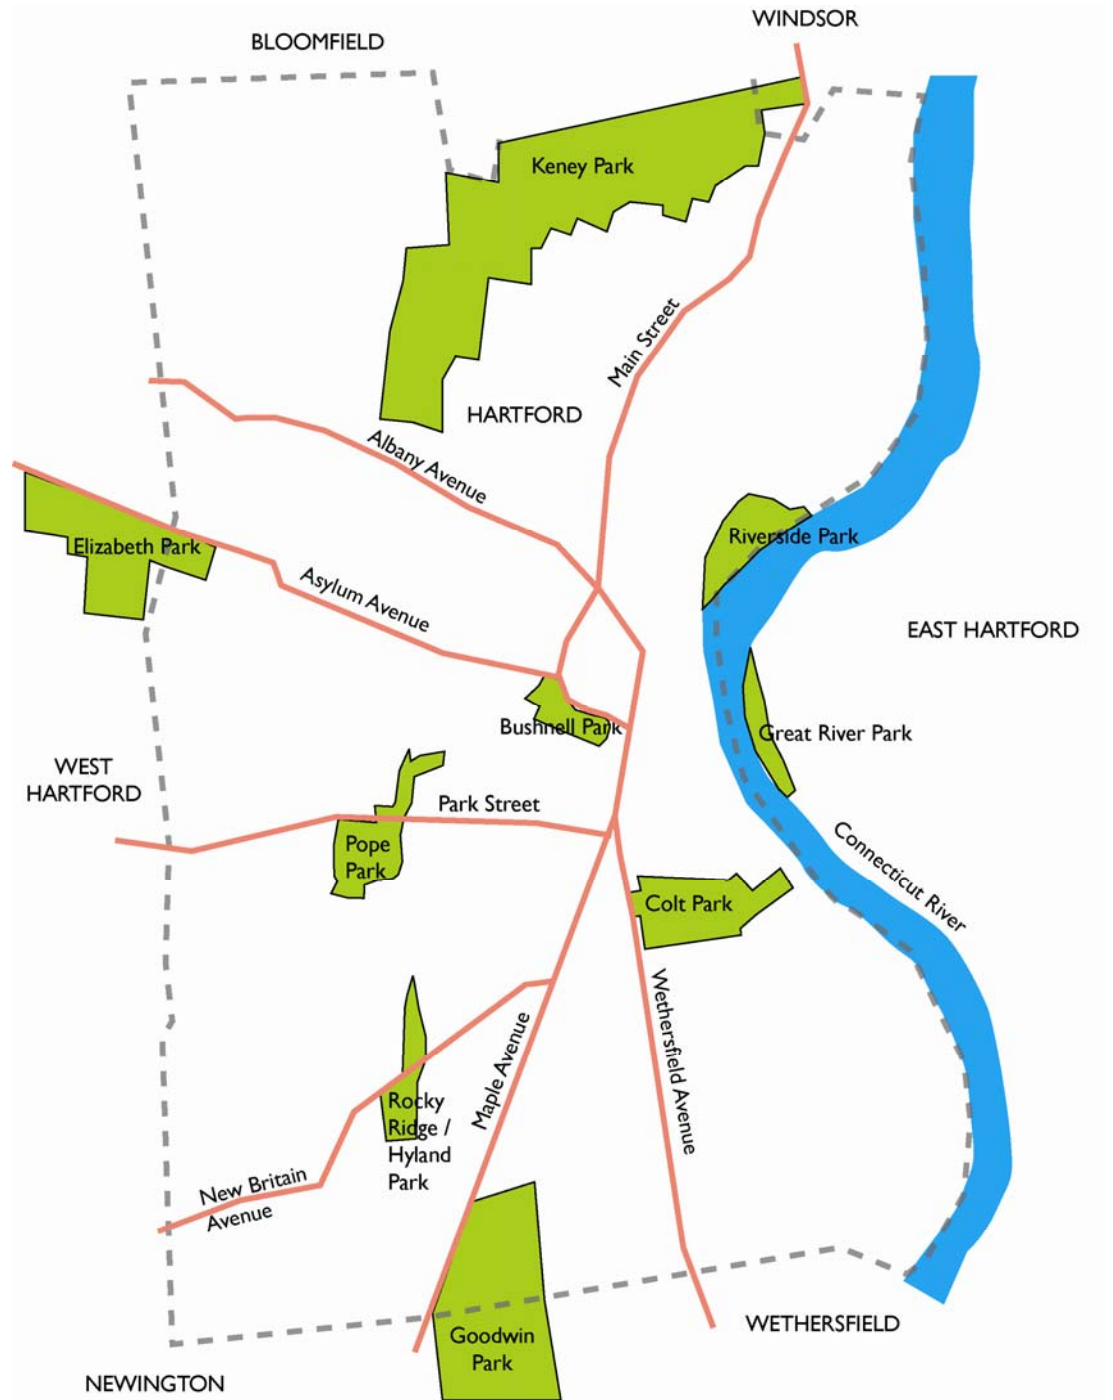 WINDSOR
BLOOMFIELD
Keney Park
Main Street
HARTFORD
Albany Avenue
Riverside Park
Elizabeth Park
Asylum Avenue
EAST HARTFORD
Bushnell Park
Great River Park
WEST
HARTFORD
Park Street
Pope
Park
Connecticut River
Colt Park
Wethersfield Avenue
Maple Avenue
Rocky
Ridge /
Hyland
Park
New Britain
Avenue
Goodwin
Park
WETHERSFIELD
NEWINGTON